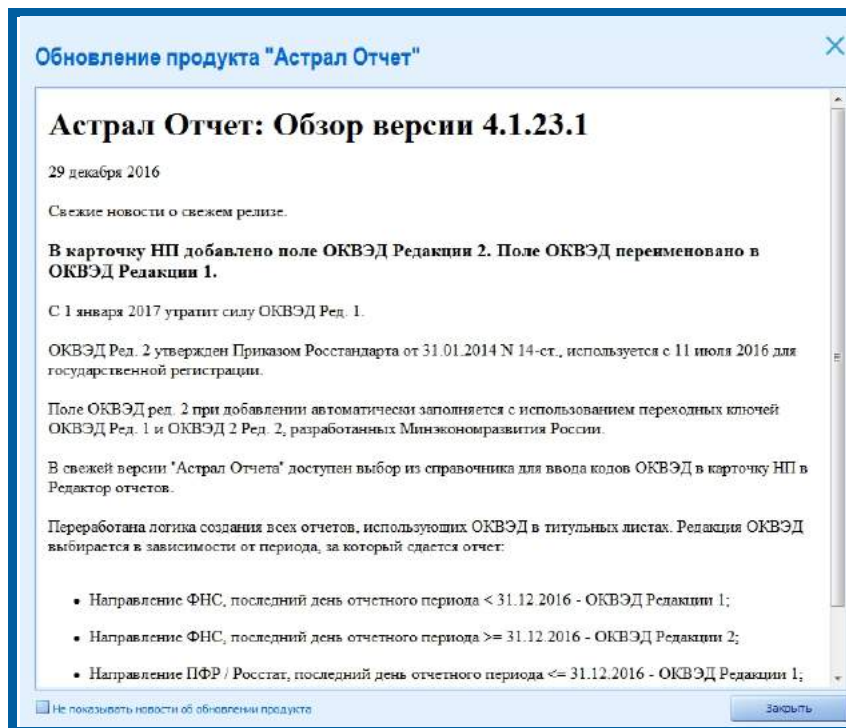 Обновление продукта "Астрал Отчет"
Астрал Отчет: Обзор версии 4.1.23.1
29 декабря 2016
Свежие новости о свежем релизе.
В карточку НП добавлено поле ОКВЭД Редакции 2. Поле ОКВЭД переименовано в
ОКВЭД Редакции 1.
С 1 января 2017 утратит силу ОКВЭД Ред. 1.
ОКВЭД Ред. 2 утвержден Приказом Росстандарта от 31.01.2014 N 14-ст., используется с 11 июля 2016 для
государственной регистрации.
Поле ОКВЭД ред. 2 при добавлении автоматически заполняется с использованием переходных ключей
ОКВЭД Ред. 1 и ОКВЭД 2 Ред. 2, разработанных Минэкономразвития России.
В свежей версии "Астрал Отчета" доступен выбор из справочника для ввода кодов ОКВЭД в карточку НП в
Редактор отчетов.
Переработана логика создания всех отчетов, использующих ОКВЭД в титульных листах. Редакция ОКВЭД
выбирается в зависимости от периода, за который сдается отчет:
• Направление ФНС, последний день отчетного периода < 31.12.2016 - ОКВЭД Редакции 1;
• Направление ФНС, последний день отчетного периода >= 31.12.2016 - ОКВЭД Редакции 2;
• Направление ПФР / Росстат, последний день отчетного периода <= 31.12.2016 - ОКВЭД Редакции 1;
Не показывать новости об обновлении продукта
Закрыть